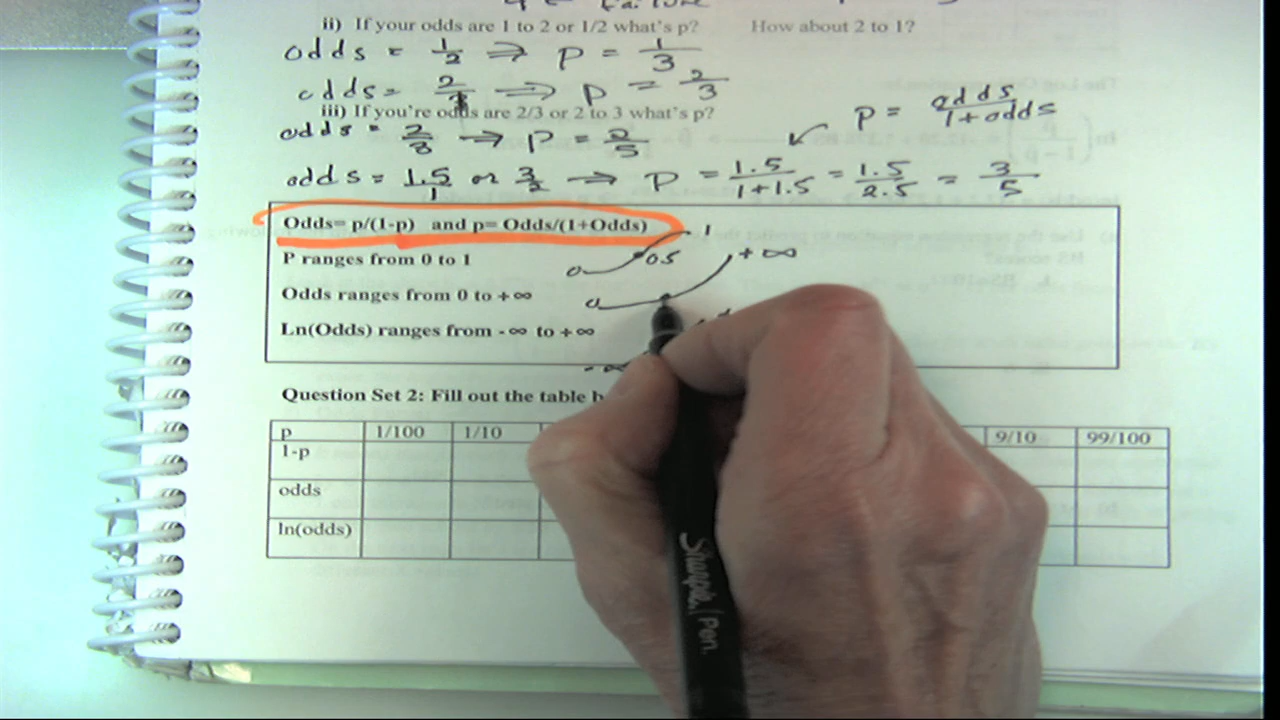 ii) If your odds are 1 to 2 or 1/2 what's p? How about 2 to 1?
odds = 1/2 ⇒ p = 1/3
odds = 2/1 ⇒ p = 2/3
iii) If you're odds are 2/3 or 2 to 3 what's p?
p = odds/1+odds
odds = 2/3 → p = 2/5
odds = 1.5/1 or 3/2 ⇒ p = 1.5/1+1.5 = 1.5/2.5 = 3/5
Odds= p/(1-p) and p= Odds/(1+Odds)
1
P ranges from 0 to 1 0 0.5
+∞
Odds ranges from 0 to +∞ 0
Ln(Odds) ranges from -∞ to +∞
-∞
Question Set 2: Fill out the table
p 1/100 1/10 9/10 99/100
1-p
odds
ln(odds)
Sharpie Pen